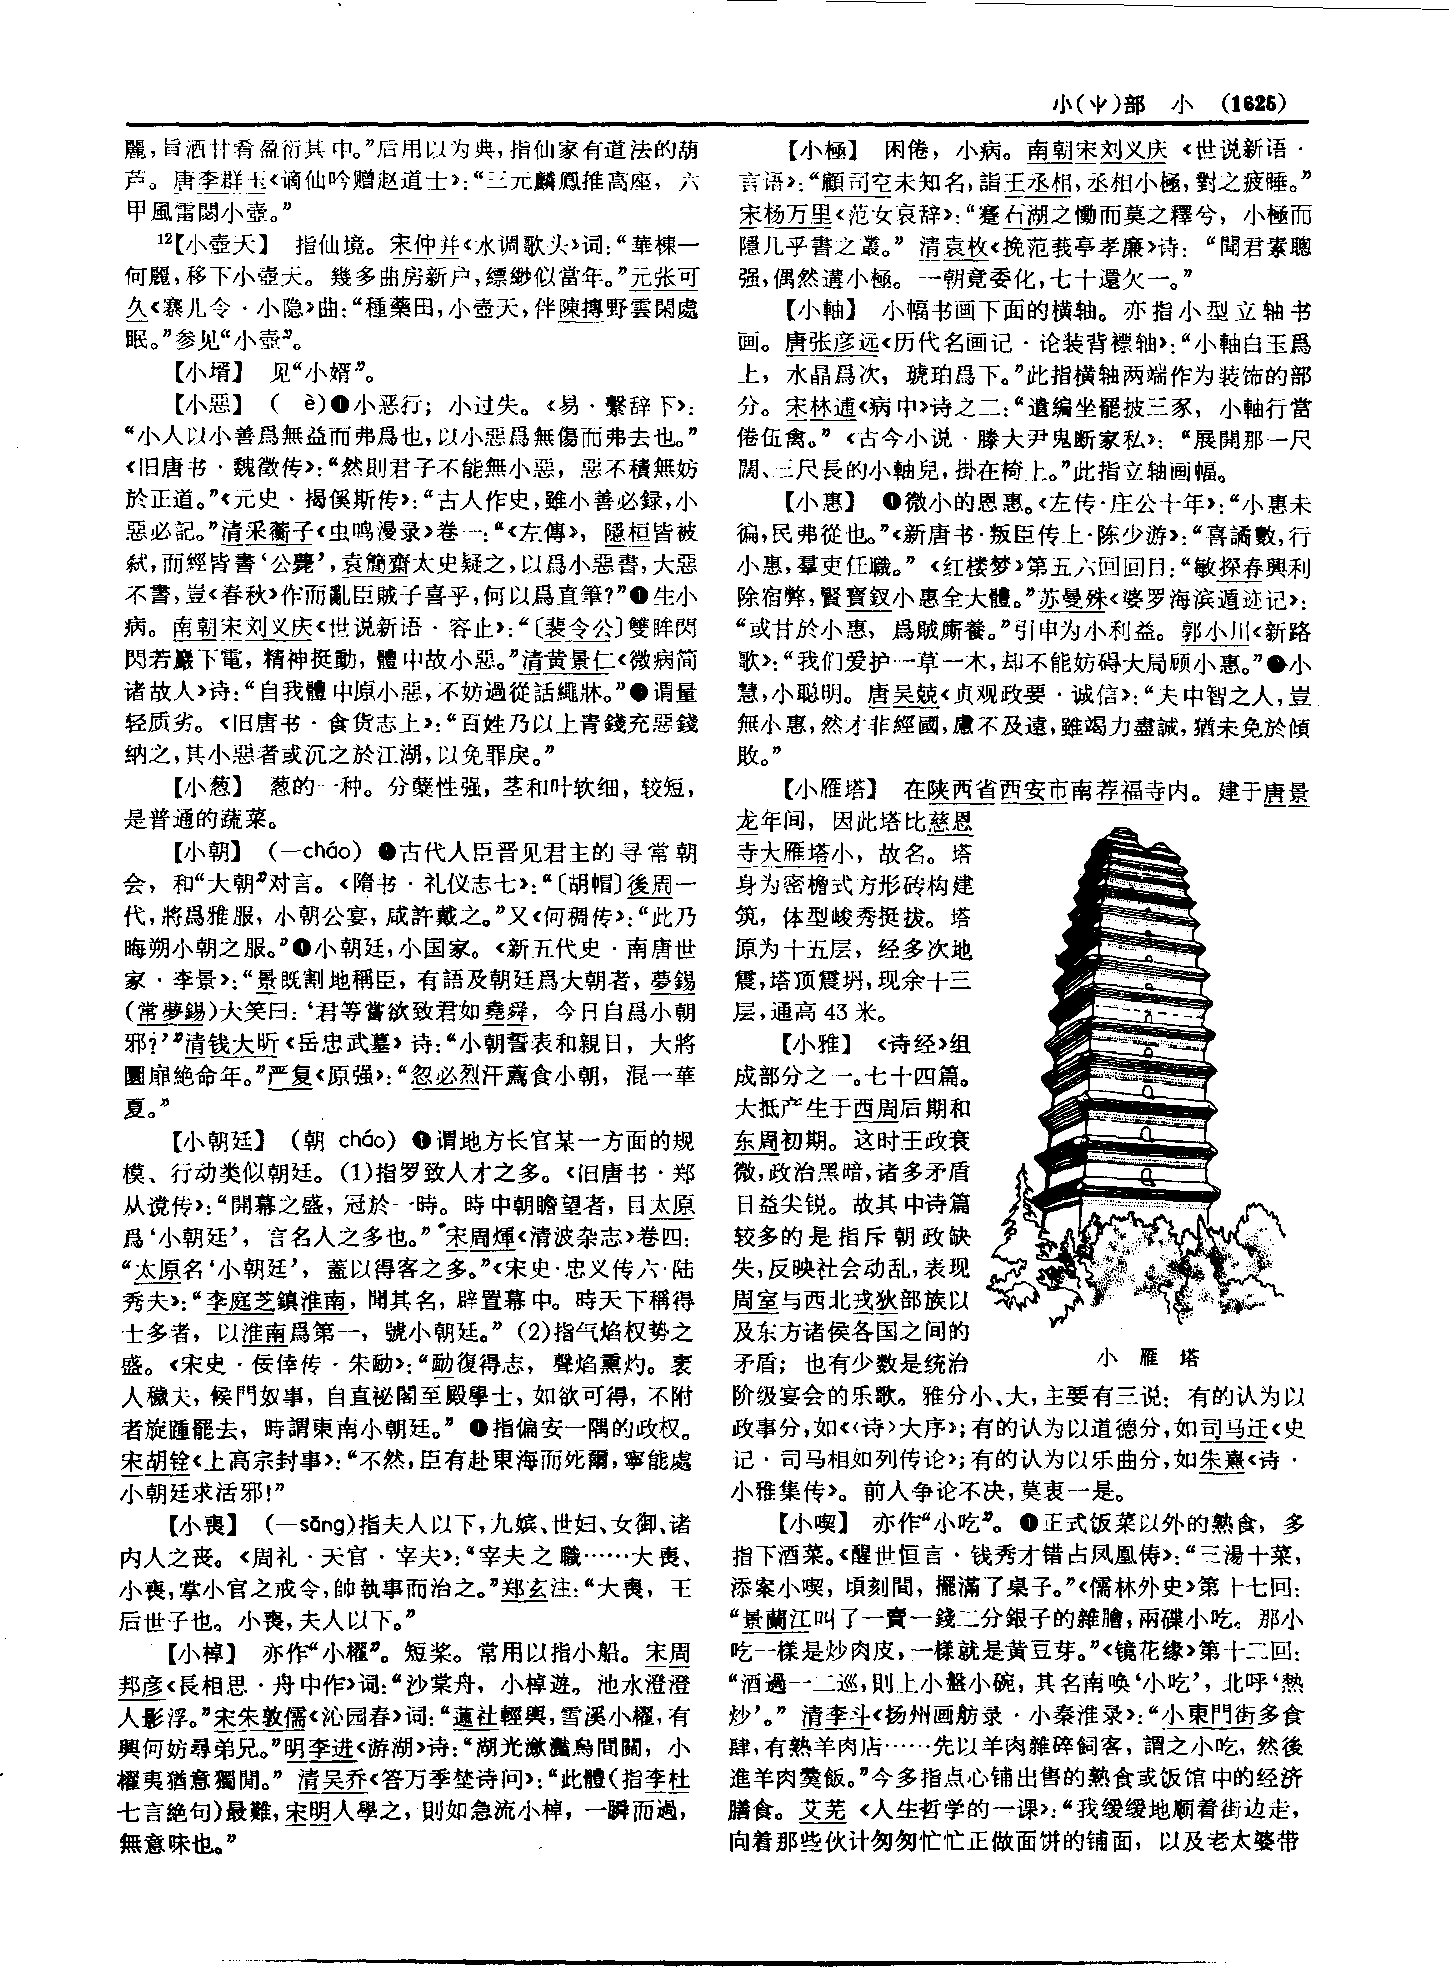 小(⺌)部 小 (1625)
麗,旨酒甘肴盈衍其中。”后用以为典,指仙家有道法的葫
芦。唐李群玉《谪仙吟赠赵道士》:“三元麟鳳推高座,六
甲風雷閟小壺。”
12【小壺天】 指仙境。宋仲并《水调歌头》词:“華棟一
何麗,移下小壺天。幾多曲房新户,縹緲似當年。”元张可
久《寨儿令·小隐》曲:“種藥田,小壺天,伴陳摶野雲閑處
眠。”参见“小壺”。
【小壻】 见“小婿”。
【小惡】 ( è)❶小恶行;小过失。《易·繫辞下》:
“小人以小善爲無益而弗爲也,以小惡爲無傷而弗去也。”
《旧唐书·魏徵传》:“然則君子不能無小惡,惡不積無妨
於正道。”《元史·揭傒斯传》:“古人作史,雖小善必録,小
惡必記。”清采蘅子《虫鸣漫录》卷一:“《左傳》,隱桓皆被
弑,而經皆書‘公薨’,袁簡齋太史疑之,以爲小惡書,大惡
不書,豈《春秋》作而亂臣賊子喜乎,何以爲直筆?”❷生小
病。南朝宋刘义庆《世说新语·容止》:“〔裴令公〕雙眸閃
閃若巖下電,精神挺動,體中故小惡。”清黄景仁《微病简
诸故人》诗:“自我體中原小惡,不妨過從話繩牀。”❸谓量
轻质劣。《旧唐书·食货志上》:“百姓乃以上青錢充惡錢
纳之,其小惡者或沉之於江湖,以免罪戾。”
【小葱】 葱的一种。分蘖性强,茎和叶软细,较短,
是普通的蔬菜。
【小朝】 (—cháo) ❶古代人臣晋见君主的寻常朝
会,和“大朝”对言。《隋书·礼仪志七》:“〔胡帽〕後周一
代,將爲雅服,小朝公宴,咸許戴之。”又《何稠传》:“此乃
晦朔小朝之服。”❷小朝廷,小国家。《新五代史·南唐世
家·李景》:“景既割地稱臣,有語及朝廷爲大朝者,夢錫
(常夢錫)大笑曰:‘君等嘗欲致君如堯舜,今日自爲小朝
邪?’”清钱大昕《岳忠武墓》诗:“小朝誓表和親日,大將
圜扉絶命年。”严复《原强》:“忽必烈汗薦食小朝,混一華
夏。”
【小朝廷】 (朝 cháo) ❶谓地方长官某一方面的规
模、行动类似朝廷。(1)指罗致人才之多。《旧唐书·郑
从谠传》:“開幕之盛,冠於一時。時中朝瞻望者,目太原
爲‘小朝廷’,言名人之多也。”宋周煇《清波杂志》卷四:
“太原名‘小朝廷’,蓋以得客之多。”《宋史·忠义传六·陆
秀夫》:“李庭芝鎮淮南,聞其名,辟置幕中。時天下稱得
士多者,以淮南爲第一,號小朝廷。”(2)指气焰权势之
盛。《宋史·佞倖传·朱勔》:“勔復得志,聲焰熏灼。衺
人穢夫,候門奴事,自直祕閣至殿學士,如欲可得,不附
者旋踵罷去,時謂東南小朝廷。” ❷指偏安一隅的政权。
宋胡铨《上高宗封事》:“不然,臣有赴東海而死爾,寧能處
小朝廷求活邪!”
【小喪】 (—sāng)指夫人以下,九嫔、世妇、女御、诸
内人之丧。《周礼·天官·宰夫》:“宰夫之職……大喪、
小喪,掌小官之戒令,帥執事而治之。”郑玄注:“大喪,王
后世子也。小喪,夫人以下。”
【小棹】 亦作“小櫂”。短桨。常用以指小船。宋周
邦彦《長相思·舟中作》词:“沙棠舟,小棹遊。池水澄澄
人影浮。”宋朱敦儒《沁园春》词:“蓮社輕輿,雪溪小櫂,有
興何妨尋弟兄。”明李进《游湖》诗:“湖光瀲灩鳥間關,小
櫂夷猶意獨閒。” 清吴乔《答万季埜诗问》:“此體(指李杜
七言絶句)最難,宋明人學之,則如急流小棹,一瞬而過,
無意味也。”
【小極】 困倦,小病。南朝宋刘义庆《世说新语·
言语》:“顧司空未知名,詣王丞相,丞相小極,對之疲睡。”
宋杨万里《范女哀辞》:“蹇石湖之慟而莫之釋兮,小極而
隱几乎書之叢。” 清袁枚《挽范莪亭孝廉》诗:“聞君素聰
强,偶然遘小極。一朝竟委化,七十還欠一。”
【小軸】 小幅书画下面的横轴。亦指小型立轴书
画。唐张彦远《历代名画记·论装背褾轴》:“小軸白玉爲
上,水晶爲次,琥珀爲下。”此指横轴两端作为装饰的部
分。宋林逋《病中》诗之二:“遺編坐罷披三豕,小軸行當
倦伍禽。”《古今小说·滕大尹鬼断家私》:“展開那一尺
闊、三尺長的小軸兒,掛在椅上。”此指立轴画幅。
【小惠】 ❶微小的恩惠。《左传·庄公十年》:“小惠未
徧,民弗從也。”《新唐书·叛臣传上·陈少游》:“喜譎數,行
小惠,羣吏任職。”《红楼梦》第五六回回目:“敏探春興利
除宿弊,賢寶釵小惠全大體。”苏曼殊《娑罗海滨遁迹记》:
“或甘於小惠,爲賊廝養。”引申为小利益。郭小川《新路
歌》:“我们爱护一草一木,却不能妨碍大局顾小惠。”❷小
慧,小聪明。唐吴兢《贞观政要·诚信》:“夫中智之人,豈
無小惠,然才非經國,慮不及遠,雖竭力盡誠,猶未免於傾
敗。”
【小雁塔】 在陕西省西安市南荐福寺内。建于唐景
龙年间,因此塔比慈恩
寺大雁塔小,故名。塔
身为密檐式方形砖构建
筑,体型峻秀挺拔。塔
原为十五层,经多次地
震,塔顶震坍,现余十三
层,通高43米。
【小雅】 《诗经》组
成部分之一。七十四篇。
大抵产生于西周后期和
东周初期。这时王政衰
微,政治黑暗,诸多矛盾
日益尖锐。故其中诗篇
较多的是指斥朝政缺
失,反映社会动乱,表现
周室与西北戎狄部族以
及东方诸侯各国之间的
矛盾;也有少数是统治
小雁塔
阶级宴会的乐歌。雅分小、大,主要有三说:有的认为以
政事分,如《〈诗〉大序》;有的认为以道德分,如司马迁《史
记·司马相如列传论》;有的认为以乐曲分,如朱熹《诗·
小雅集传》。前人争论不决,莫衷一是。
【小喫】 亦作“小吃”。❶正式饭菜以外的熟食,多
指下酒菜。《醒世恒言·钱秀才错占凤凰俦》:“三湯十菜,
添案小喫,頃刻間,擺滿了桌子。”《儒林外史》第十七回:
“景蘭江叫了一賣一錢二分銀子的雜膾,兩碟小吃。那小
吃一樣是炒肉皮,一樣就是黄豆芽。”《镜花缘》第十二回:
“酒過一二巡,則上小盤小碗,其名南唤‘小吃’,北呼‘熱
炒’。” 清李斗《扬州画舫录·小秦淮录》:“小東門街多食
肆,有熟羊肉店……先以羊肉雜碎飼客,謂之小吃,然後
進羊肉羹飯。”今多指点心铺出售的熟食或饭馆中的经济
膳食。艾芜《人生哲学的一课》:“我缓缓地顺着街边走,
向着那些伙计匆匆忙忙正做面饼的铺面,以及老太婆带